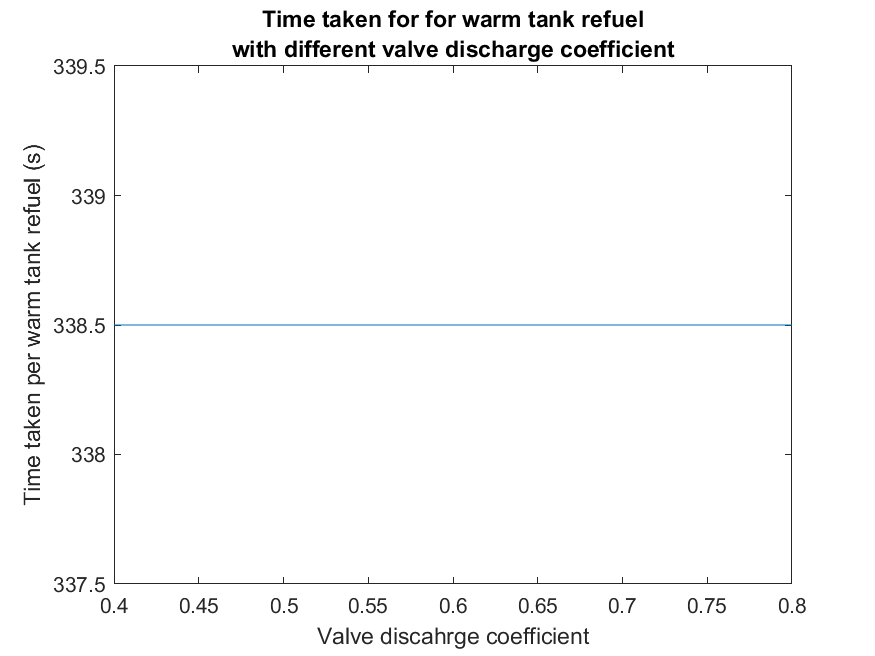 Time taken for for warm tank refuel
with different valve discharge coefficient
339.5
339
338.5
338
337.5
Time taken per warm tank refuel (s)
0.4 0.45 0.5 0.55 0.6 0.65 0.7 0.75 0.8
Valve discahrge coefficient